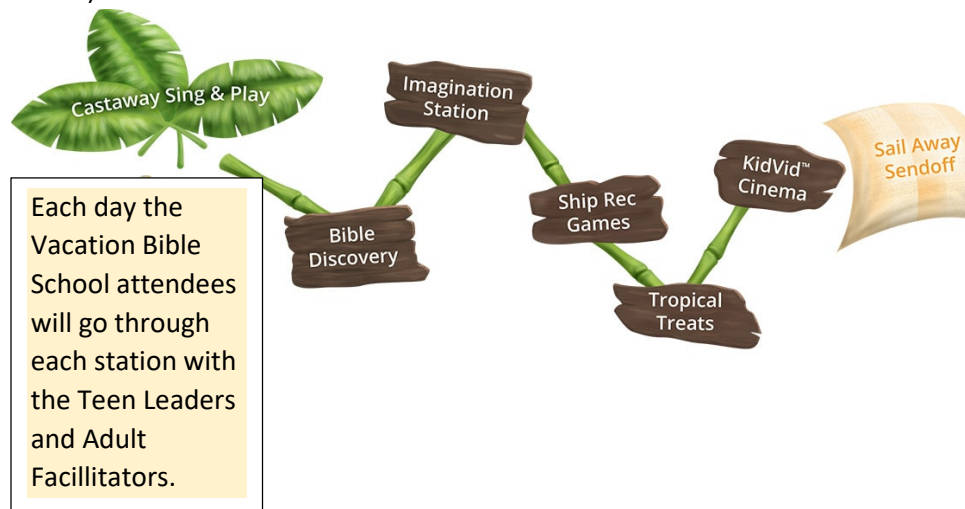 Castaway Sing & Play
Bible
Discovery
Imagination
Station
Ship Rec
Games
Tropical
Treats
KidVid™
Cinema
Sail Away
Sendoff
Each day the
Vacation Bible
School attendees
will go through
each station with
the Teen Leaders
and Adult
Facillitators.